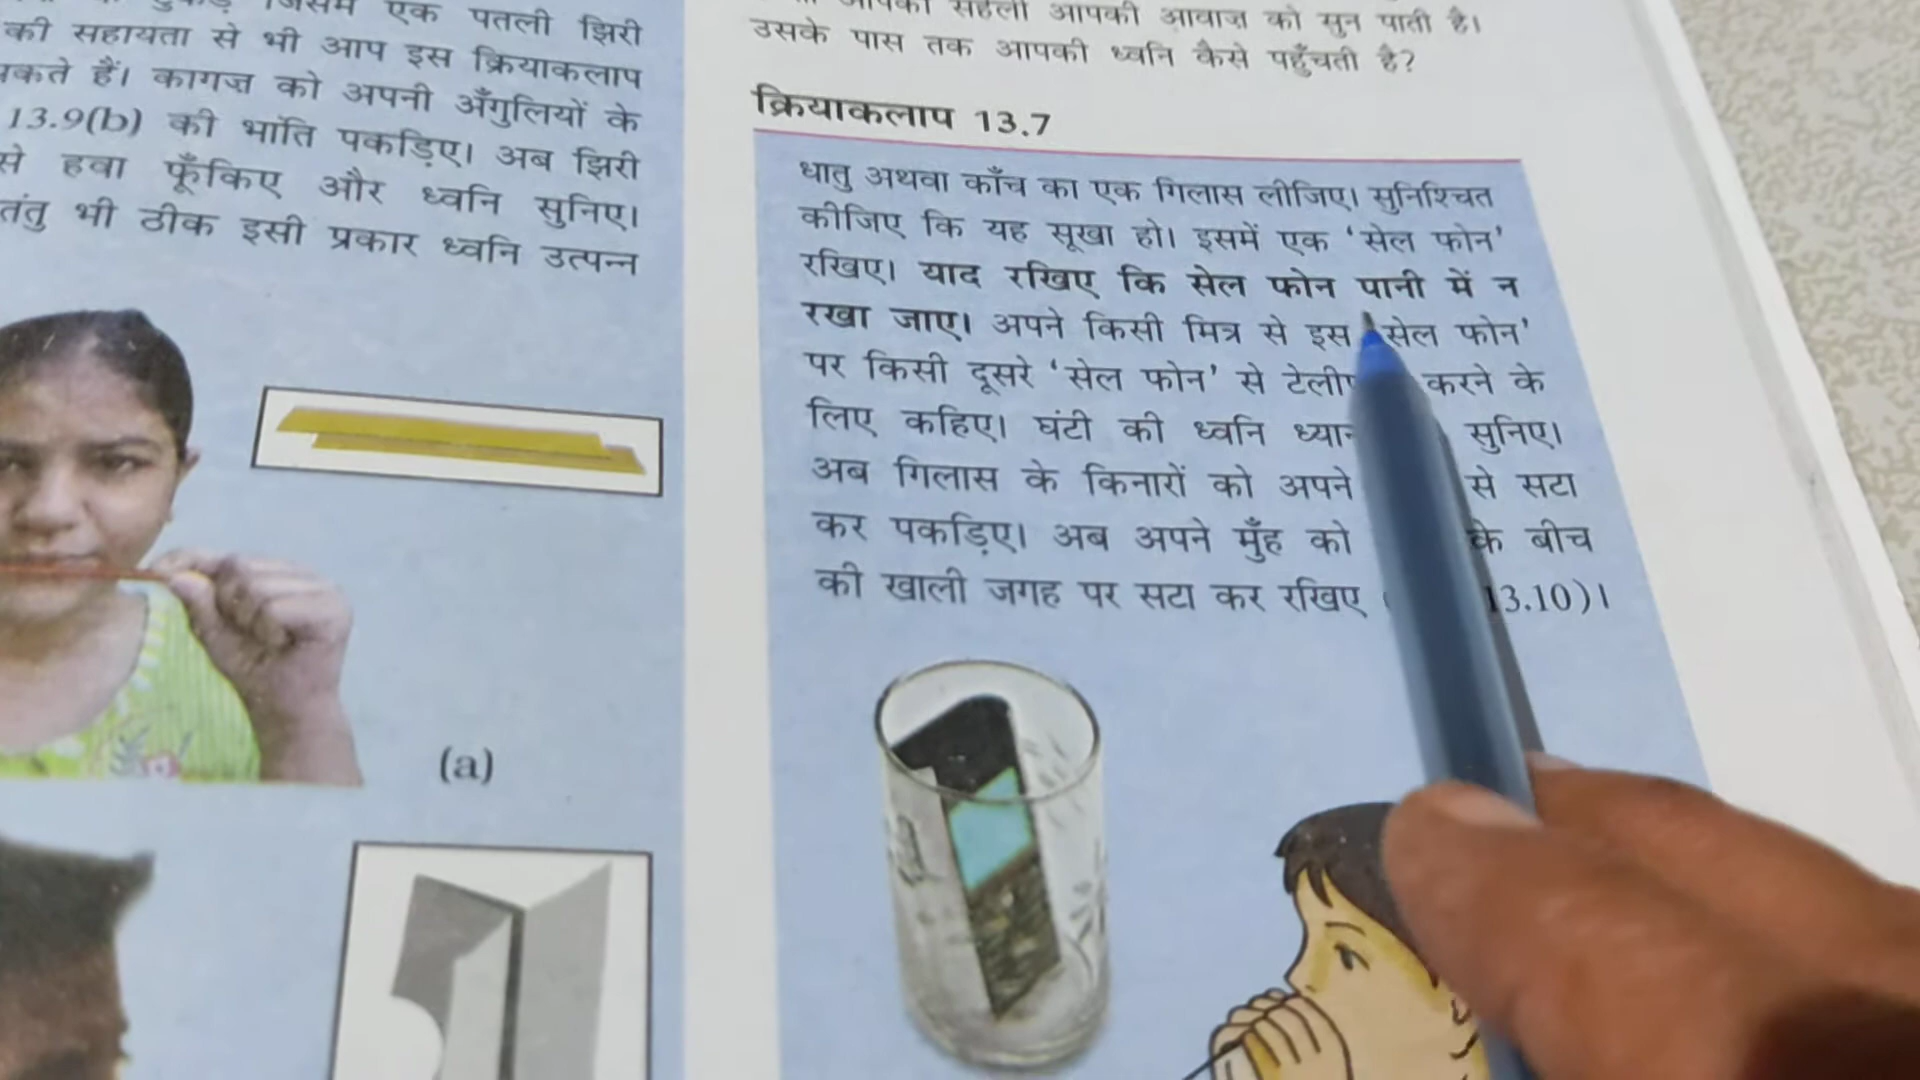 एक पतली झिरी
की सहायता से भी आप इस क्रियाकलाप
सकते हैं। कागज़ को अपनी अँगुलियों के
13.9(b) की भांति पकड़िए। अब झिरी
से हवा फूँकिए और ध्वनि सुनिए।
तंतु भी ठीक इसी प्रकार ध्वनि उत्पन्न
(a)
आपकी सहेली आपकी आवाज़ को सुन पाती है।
उसके पास तक आपकी ध्वनि कैसे पहुँचती है?
क्रियाकलाप 13.7
धातु अथवा काँच का एक गिलास लीजिए। सुनिश्चित
कीजिए कि यह सूखा हो। इसमें एक ‘सेल फोन’
रखिए। याद रखिए कि सेल फोन पानी में न
रखा जाए। अपने किसी मित्र से इस सेल फोन’
पर किसी दूसरे ‘सेल फोन’ से करने के
लिए कहिए। घंटी की ध्वनि सुनिए।
अब गिलास के किनारों को अपने से सटा
कर पकड़िए। अब अपने मुँह को के बीच
की खाली जगह पर सटा कर रखिए 13.10)।